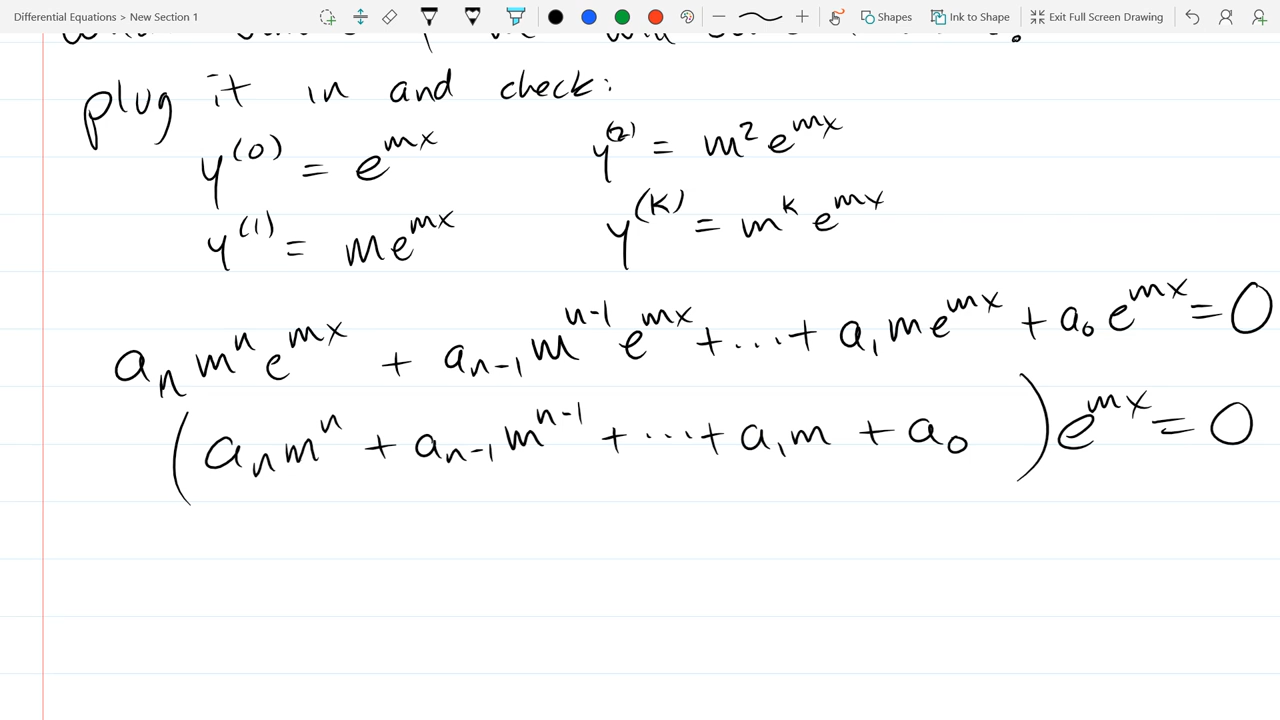 Differential Equations > New Section 1
Shapes
Ink to Shape
Exit Full Screen Drawing
will
plug it in and check:
y^(0) = e^mx    y^(2) = m^2 e^mx
y^(1) = me^mx    y^(k) = m^k e^mx
a_n m^n e^mx + a_n-1 m^n-1 e^mx + ... + a_1 m e^mx + a_0 e^mx = 0
(a_n m^n + a_n-1 m^n-1 + ... + a_1 m + a_0) e^mx = 0